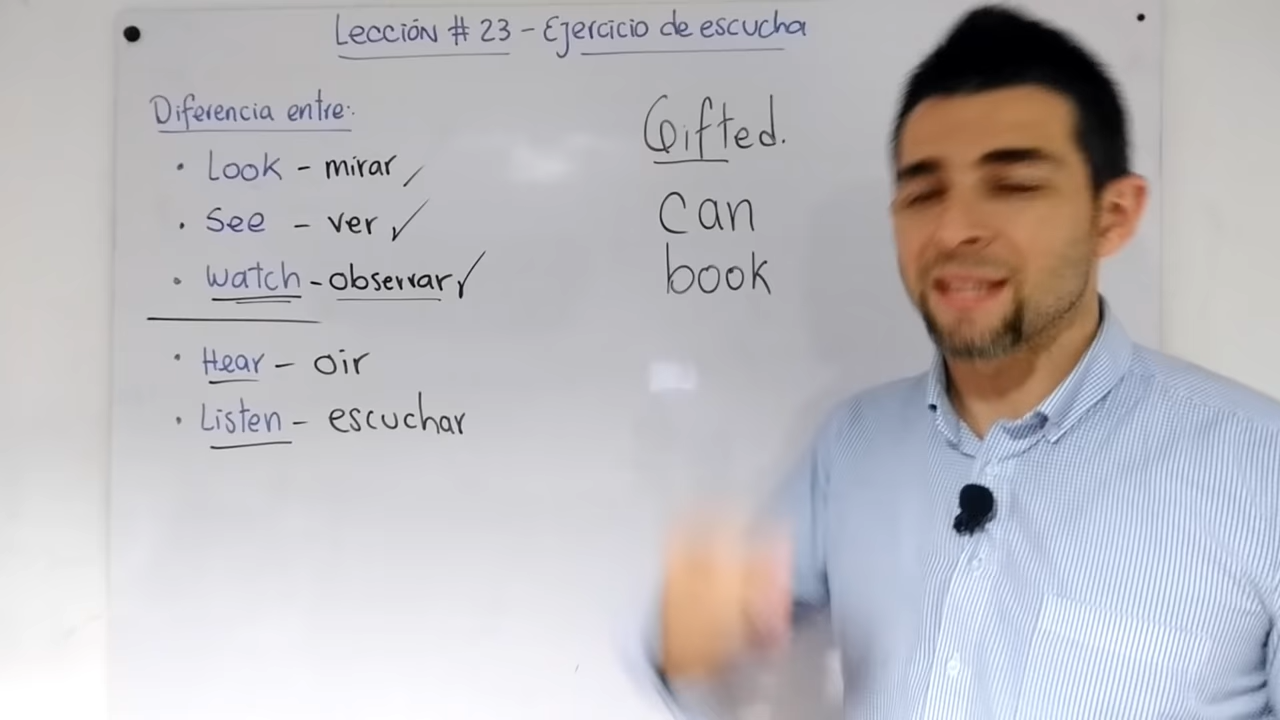 Lección # 23 - Ejercicio de escucha
Diferencia entre:
• Look - mirar
• See - ver ✓
• Watch - observar ✓
• Hear - oir
• Listen - escuchar
Gifted.
Can
book